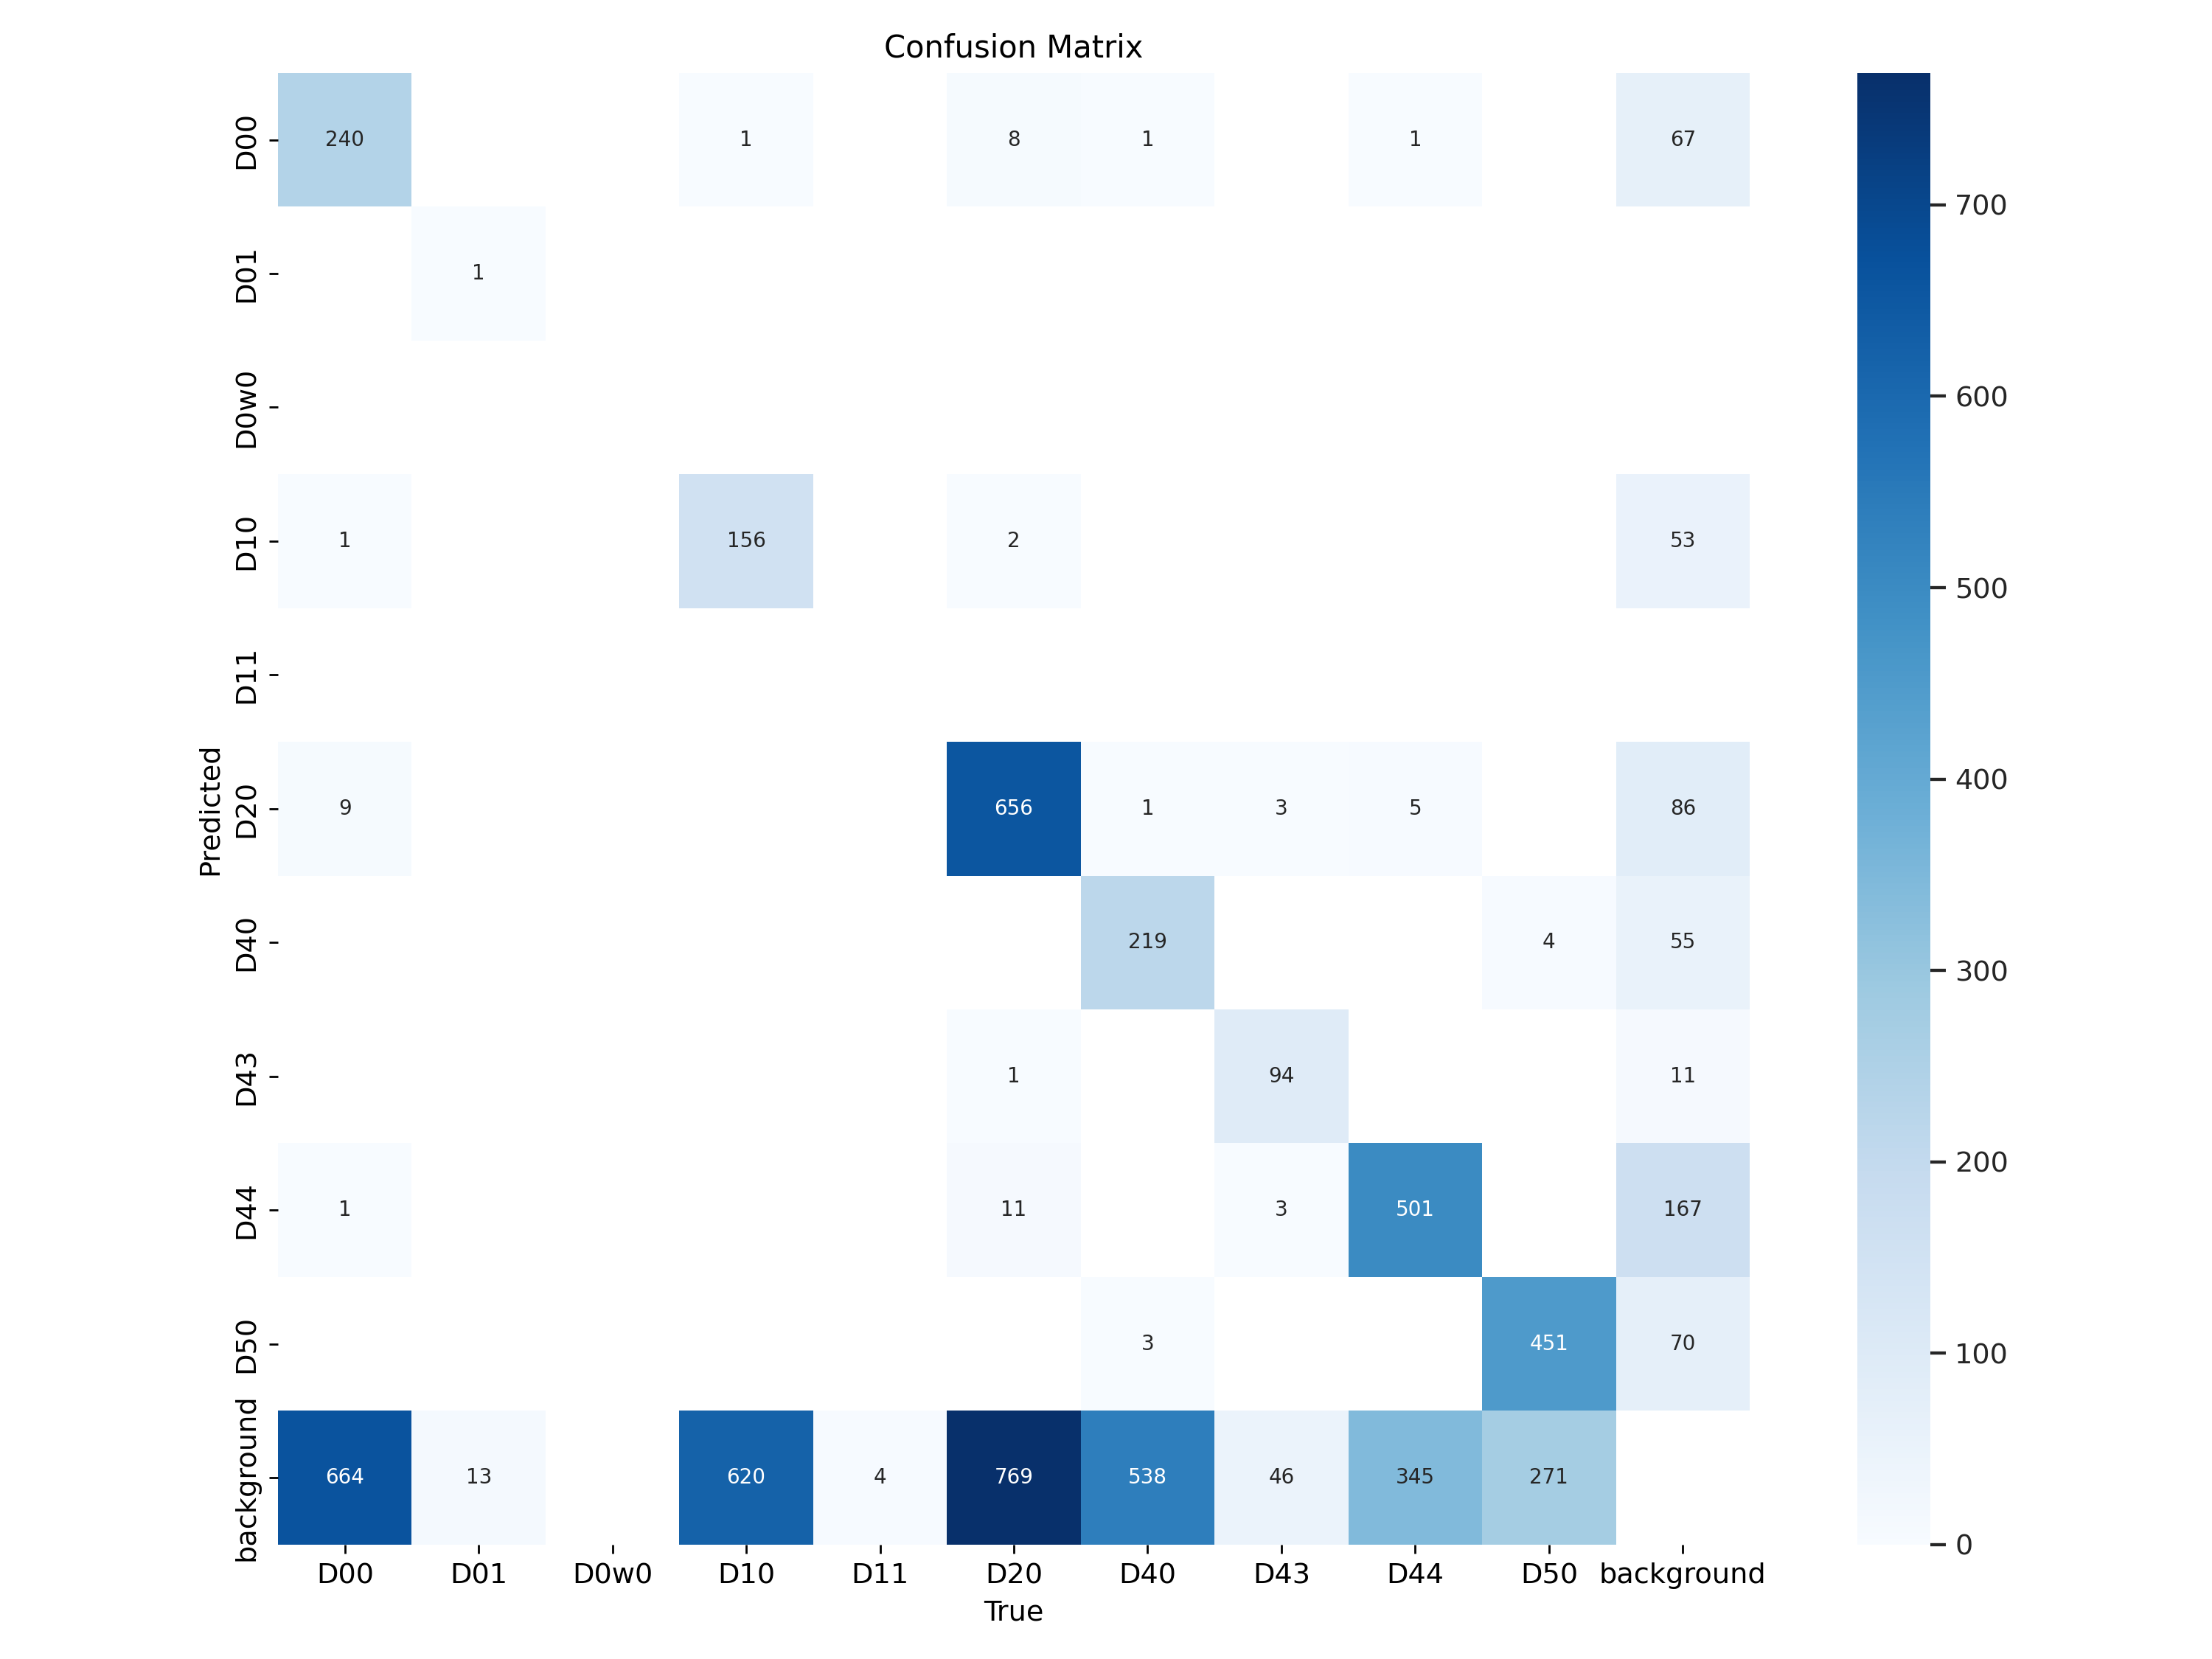 Confusion Matrix
D00 240 1 8 1 1 67
D01 1
D0w0
D10 1 156 2 53
D11
D20 9 656 1 3 5 86
D40 219 4 55
D43 1 94 11
D44 1 11 3 501 167
D50 3 451 70
background 664 13 620 4 769 538 46 345 271
D00 D01 D0w0 D10 D11 D20 D40 D43 D44 D50 background
True
Predicted
700
600
500
400
300
200
100
0